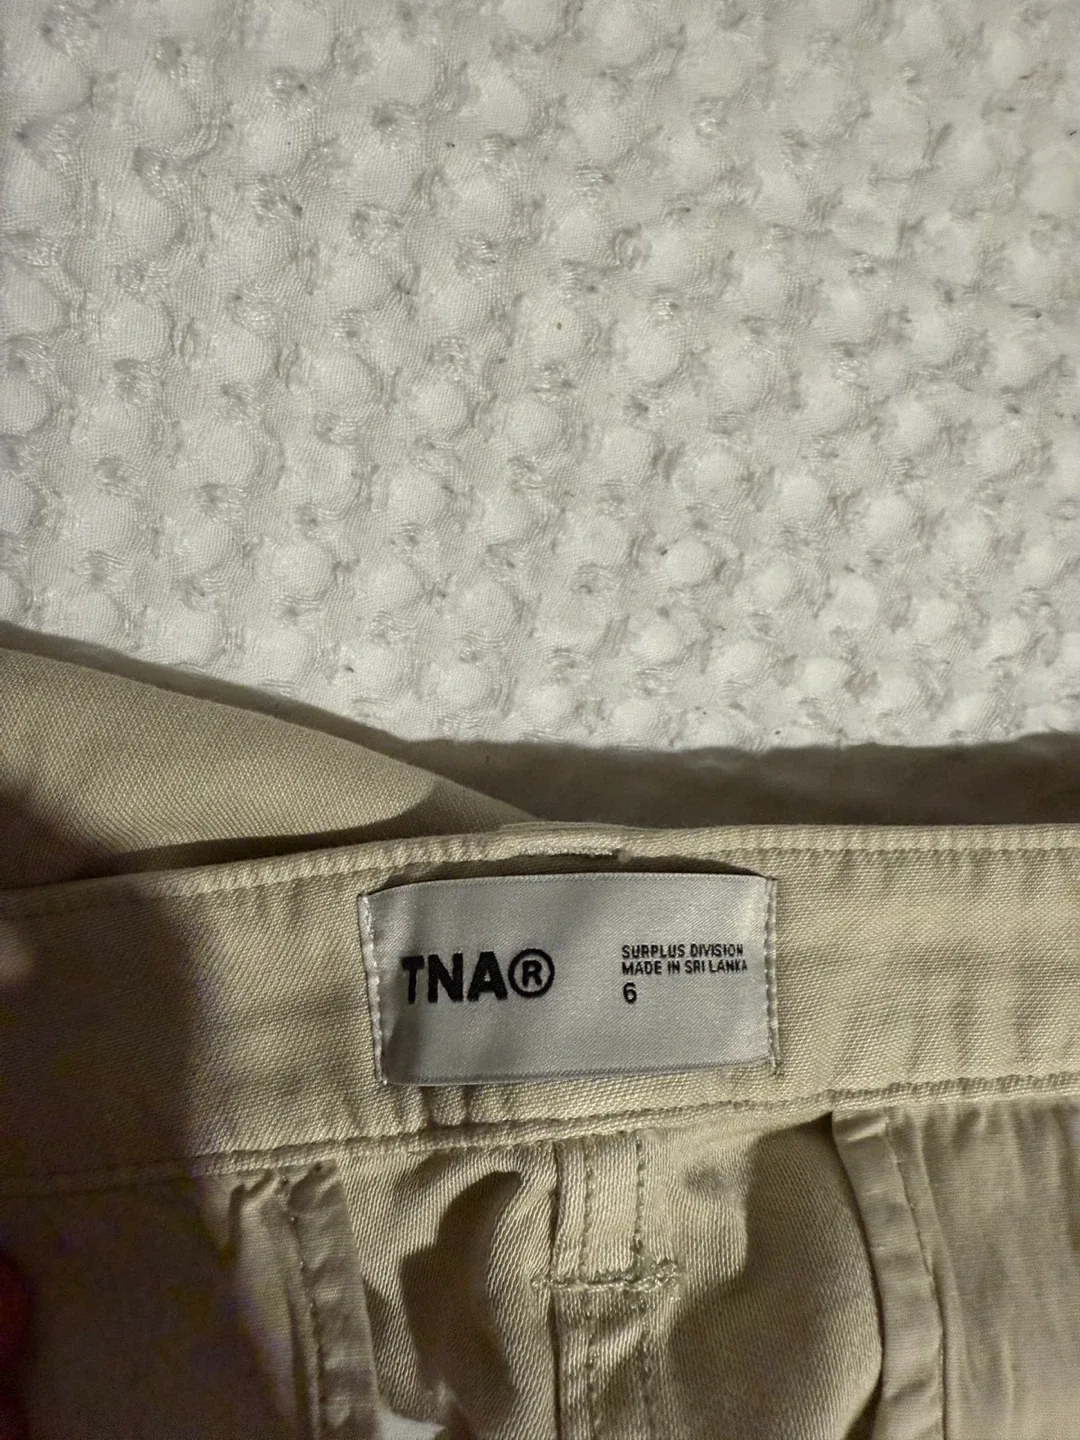 TNA®
SURPLUS DIVISION
MADE IN SRI LANKA
6